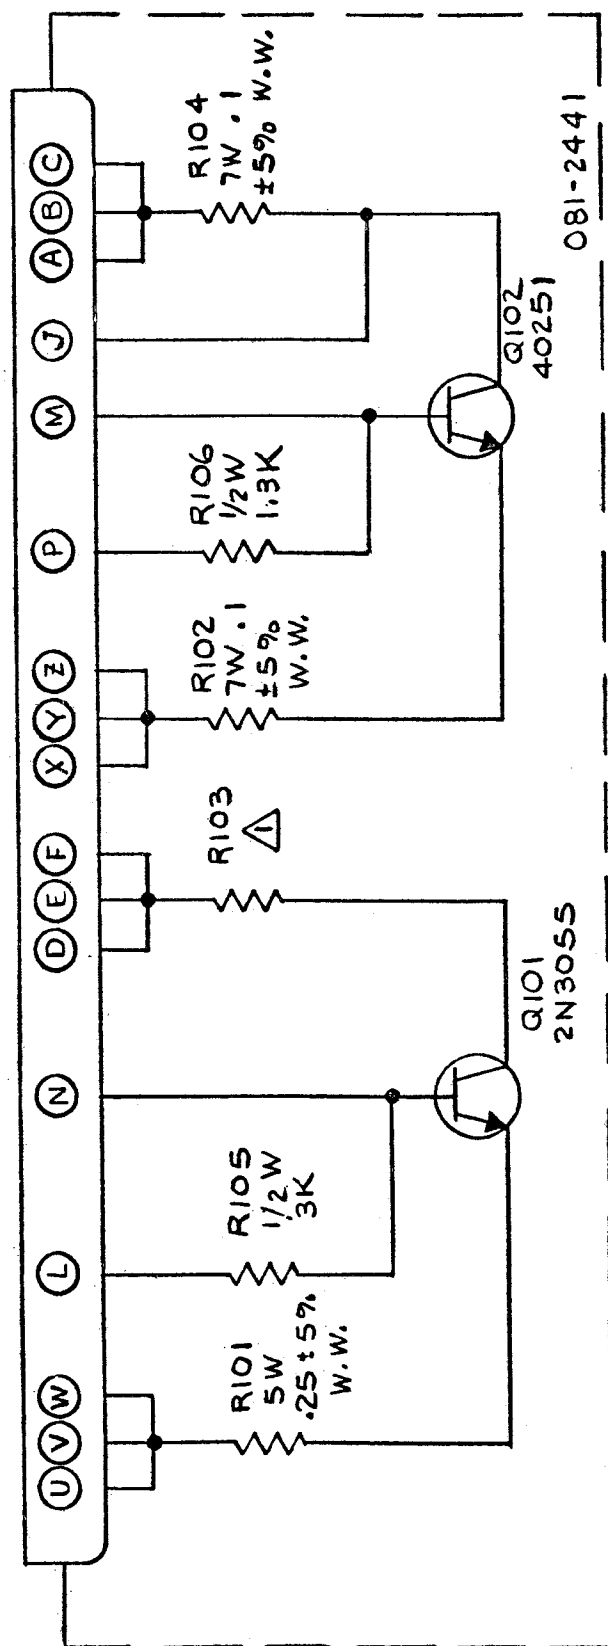 U V W L N D E F X Y Z P M J A B C
R101
5W
.25±5%
W.W.
R105
1/2W
3K
R103
1
R102
7W .1
±5%
W.W.
R106
1/2W
1.3K
R104
7W .1
±5% W.W.
Q101
2N3055
Q102
40251
081-2441